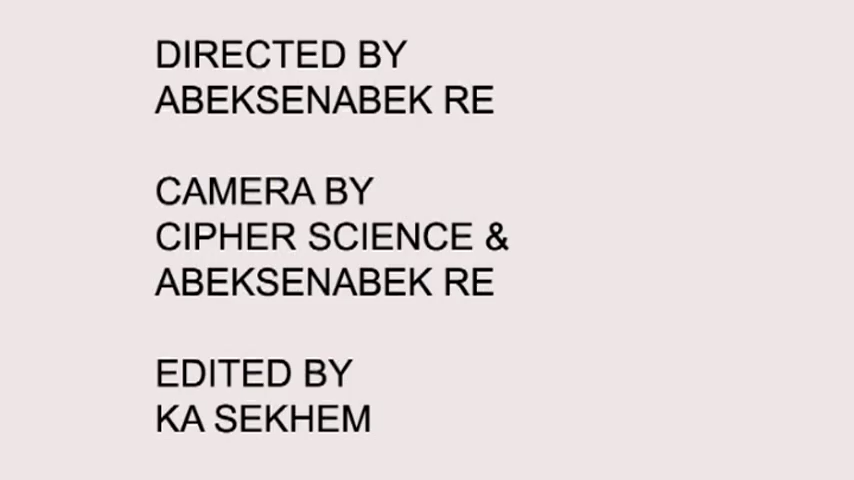 DIRECTED BY
ABEKSENABEK RE
CAMERA BY
CIPHER SCIENCE &
ABEKSENABEK RE
EDITED BY
KA SEKHEM